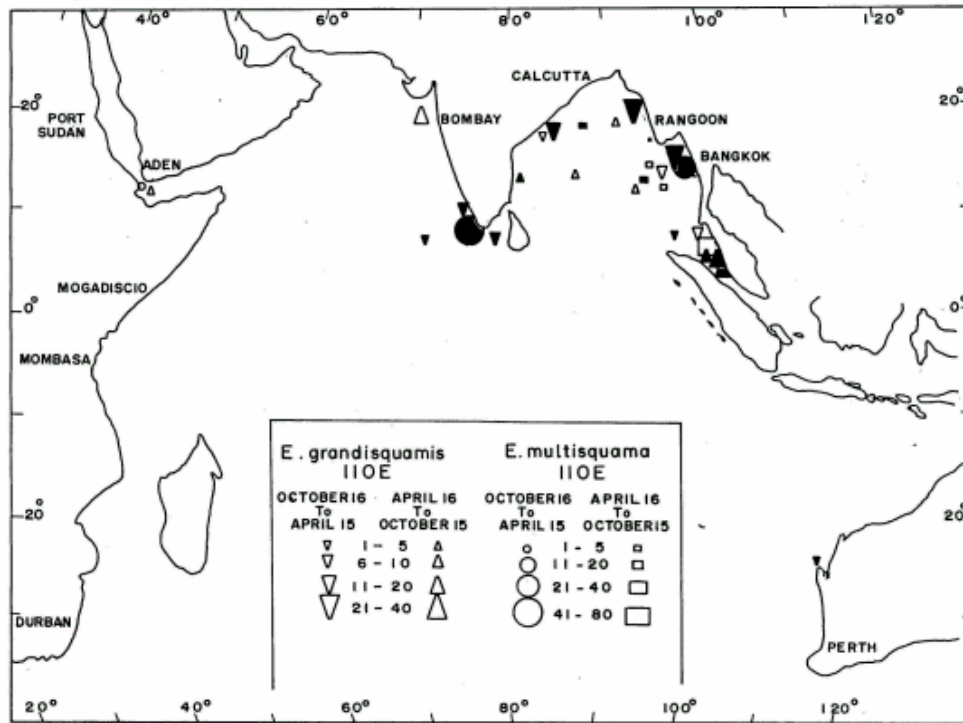 20° 40° 60° 80° 100° 120°
CALCUTTA
20° 20°
PORT
SUDAN
BOMBAY
RANGOON
ADEN
BANGKOK
MOGADISCIO
0° 0°
MOMBASA
E. grandisquamis E. multisquama
IIOE IIOE
OCTOBER 16 APRIL 16 OCTOBER 16 APRIL 16
To To To To
APRIL 15 OCTOBER 15 APRIL 15 OCTOBER 15
1 - 5 1 - 5
6 - 10 11 - 20
11 - 20 21 - 40
21 - 40 41 - 80
20° 20°
DURBAN
PERTH
20° 40° 60° 80° 100° 120°